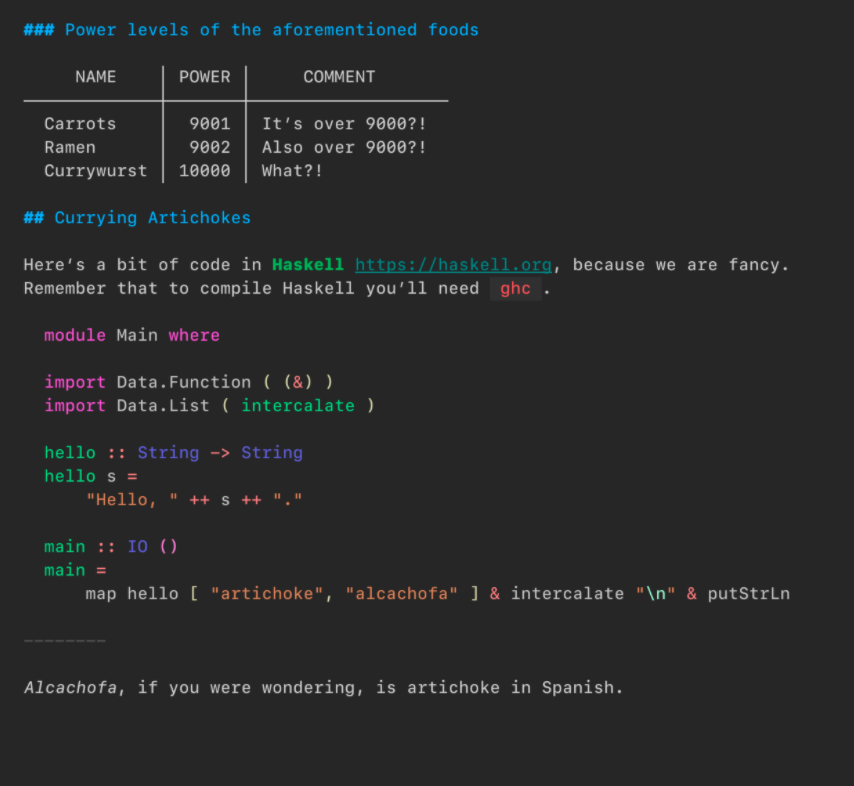 ### Power levels of the aforementioned foods
NAME │ POWER │ COMMENT
Carrots │ 9001 │ It’s over 9000?!
Ramen │ 9002 │ Also over 9000?!
Currywurst │ 10000 │ What?!
## Currying Artichokes
Here’s a bit of code in Haskell https://haskell.org, because we are fancy.
Remember that to compile Haskell you’ll need ghc .
module Main where
import Data.Function ( (&) )
import Data.List ( intercalate )
hello :: String -> String
hello s =
"Hello, " ++ s ++ "."
main :: IO ()
main =
map hello [ "artichoke", "alcachofa" ] & intercalate "\n" & putStrLn
--------
Alcachofa, if you were wondering, is artichoke in Spanish.